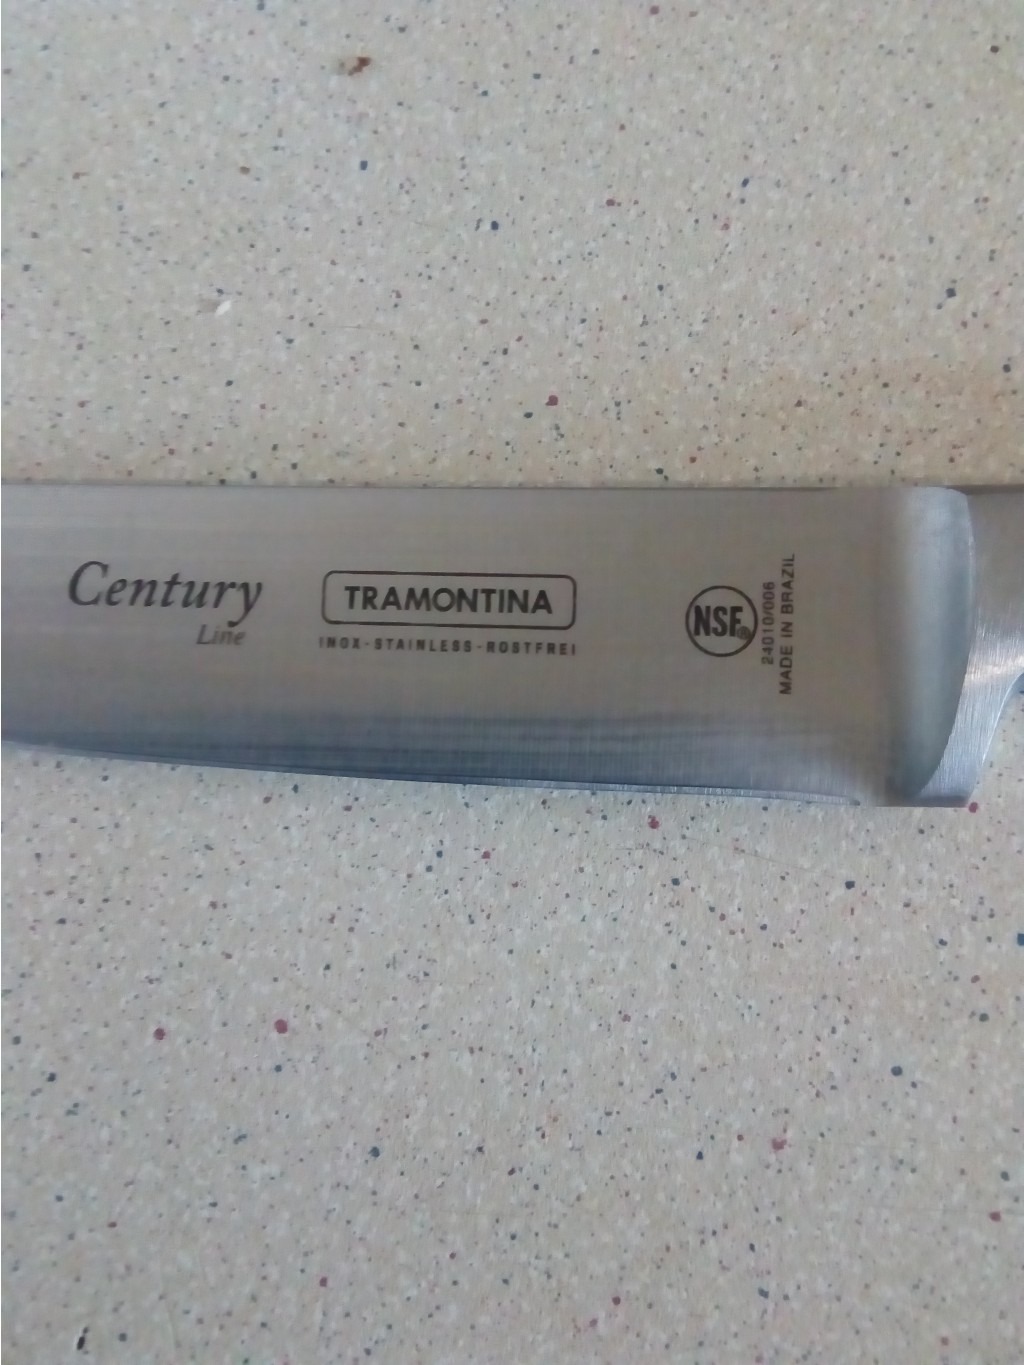 Century
Line
TRAMONTINA
INOX-STAINLESS-ROSTFREI
NSF®
24010/006
MADE IN BRAZIL